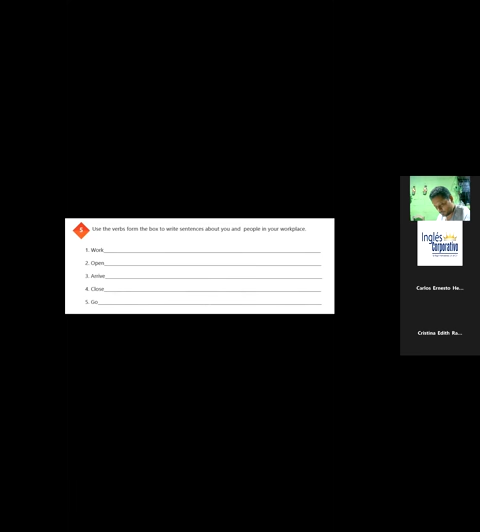 5 Use the verbs form the box to write sentences about you and people in your workplace.
1. Work
2. Open
3. Arrive
4. Close
5. Go
Inglés
Corporativo
Carlos Ernesto He...
Cristina Edith Ra...